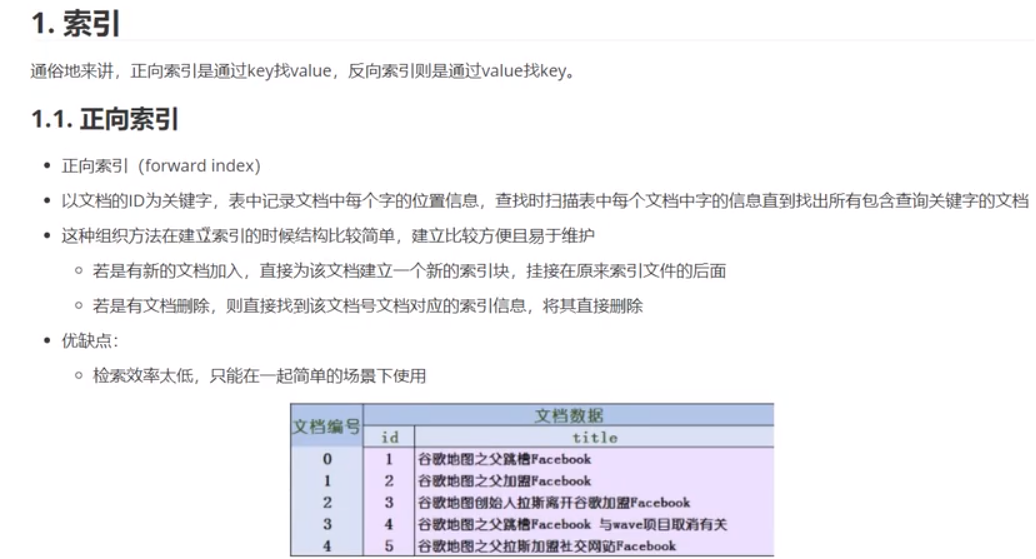 1. 索引
通俗地来讲，正向索引是通过key找value，反向索引则是通过value找key。
1.1. 正向索引
• 正向索引（forward index）
• 以文档的ID为关键字，表中记录文档中每个字的位置信息，查找时扫描表中每个文档中字的信息直到找出所有包含查询关键字的文档
• 这种组织方法在建立索引的时候结构比较简单，建立比较方便且易于维护
◦ 若是有新的文档加入，直接为该文档建立一个新的索引块，挂接在原来索引文件的后面
◦ 若是有文档删除，则直接找到该文档号文档对应的索引信息，将其直接删除
• 优缺点：
◦ 检索效率太低，只能在一起简单的场景下使用
文档编号 文档数据
id title
0 1 谷歌地图之父跳槽Facebook
1 2 谷歌地图之父加盟Facebook
2 3 谷歌地图创始人拉斯离开谷歌加盟Facebook
3 4 谷歌地图之父跳槽Facebook 与wave项目取消有关
4 5 谷歌地图之父拉斯加盟社交网站Facebook